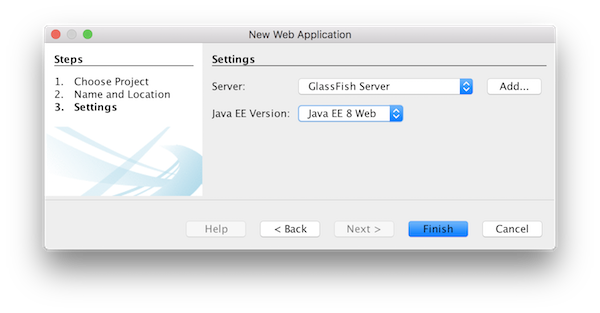 New Web Application
Steps
1. Choose Project
2. Name and Location
3. Settings
Settings
Server: GlassFish Server Add...
Java EE Version: Java EE 8 Web
Help < Back Next > Finish Cancel